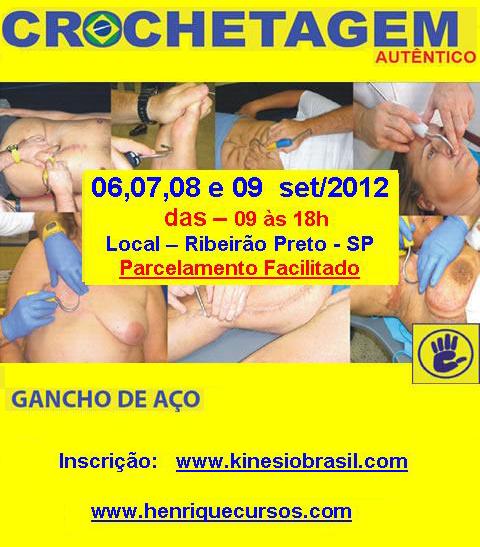 CROCHETAGEM
AUTÊNTICO
06,07,08 e 09 set/2012
das – 09 às 18h
Local – Ribeirão Preto - SP
Parcelamento Facilitado
GANCHO DE AÇO
Inscrição: www.kinesiobrasil.com
www.henriquecursos.com